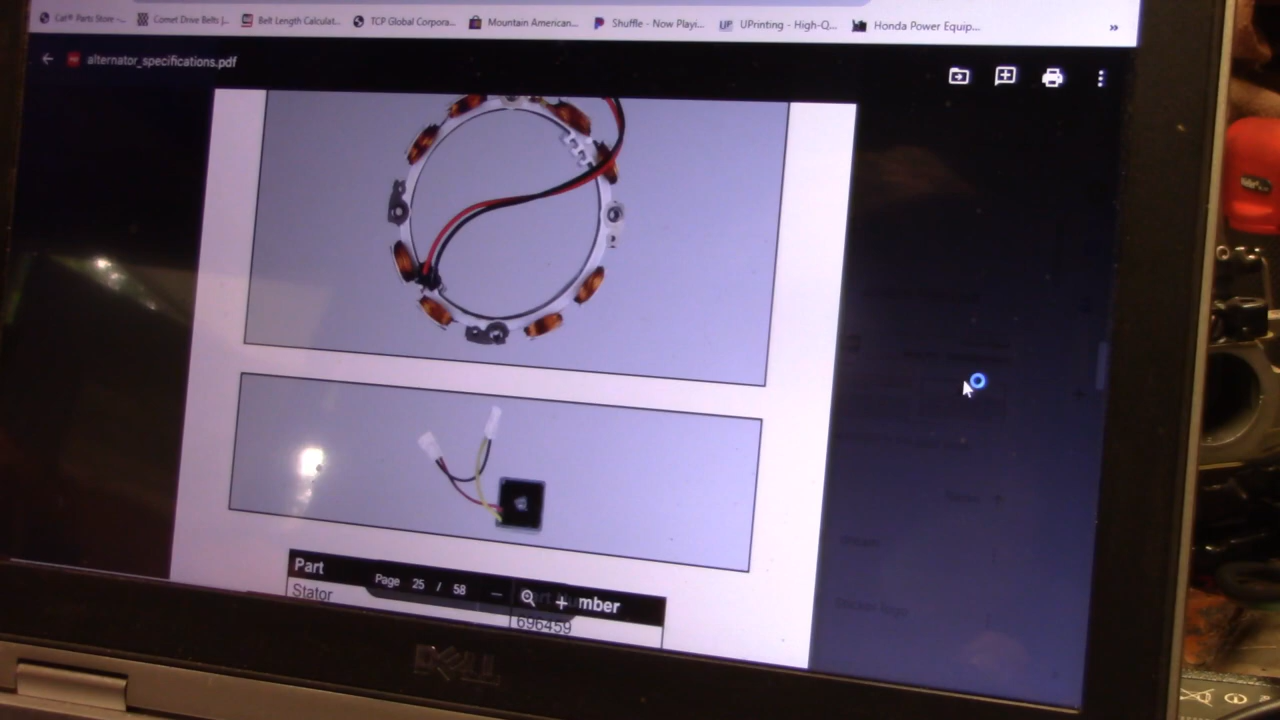 Cat® Parts Store -...
Comet Drive Belts |...
Belt Length Calculat...
TCP Global Corpora...
Mountain American...
Shuffle - Now Playi...
UPrinting - High-Q...
Honda Power Equip...
»
alternator_specifications.pdf
Part
mber
Stator
696459
Page 25 / 58
DELL